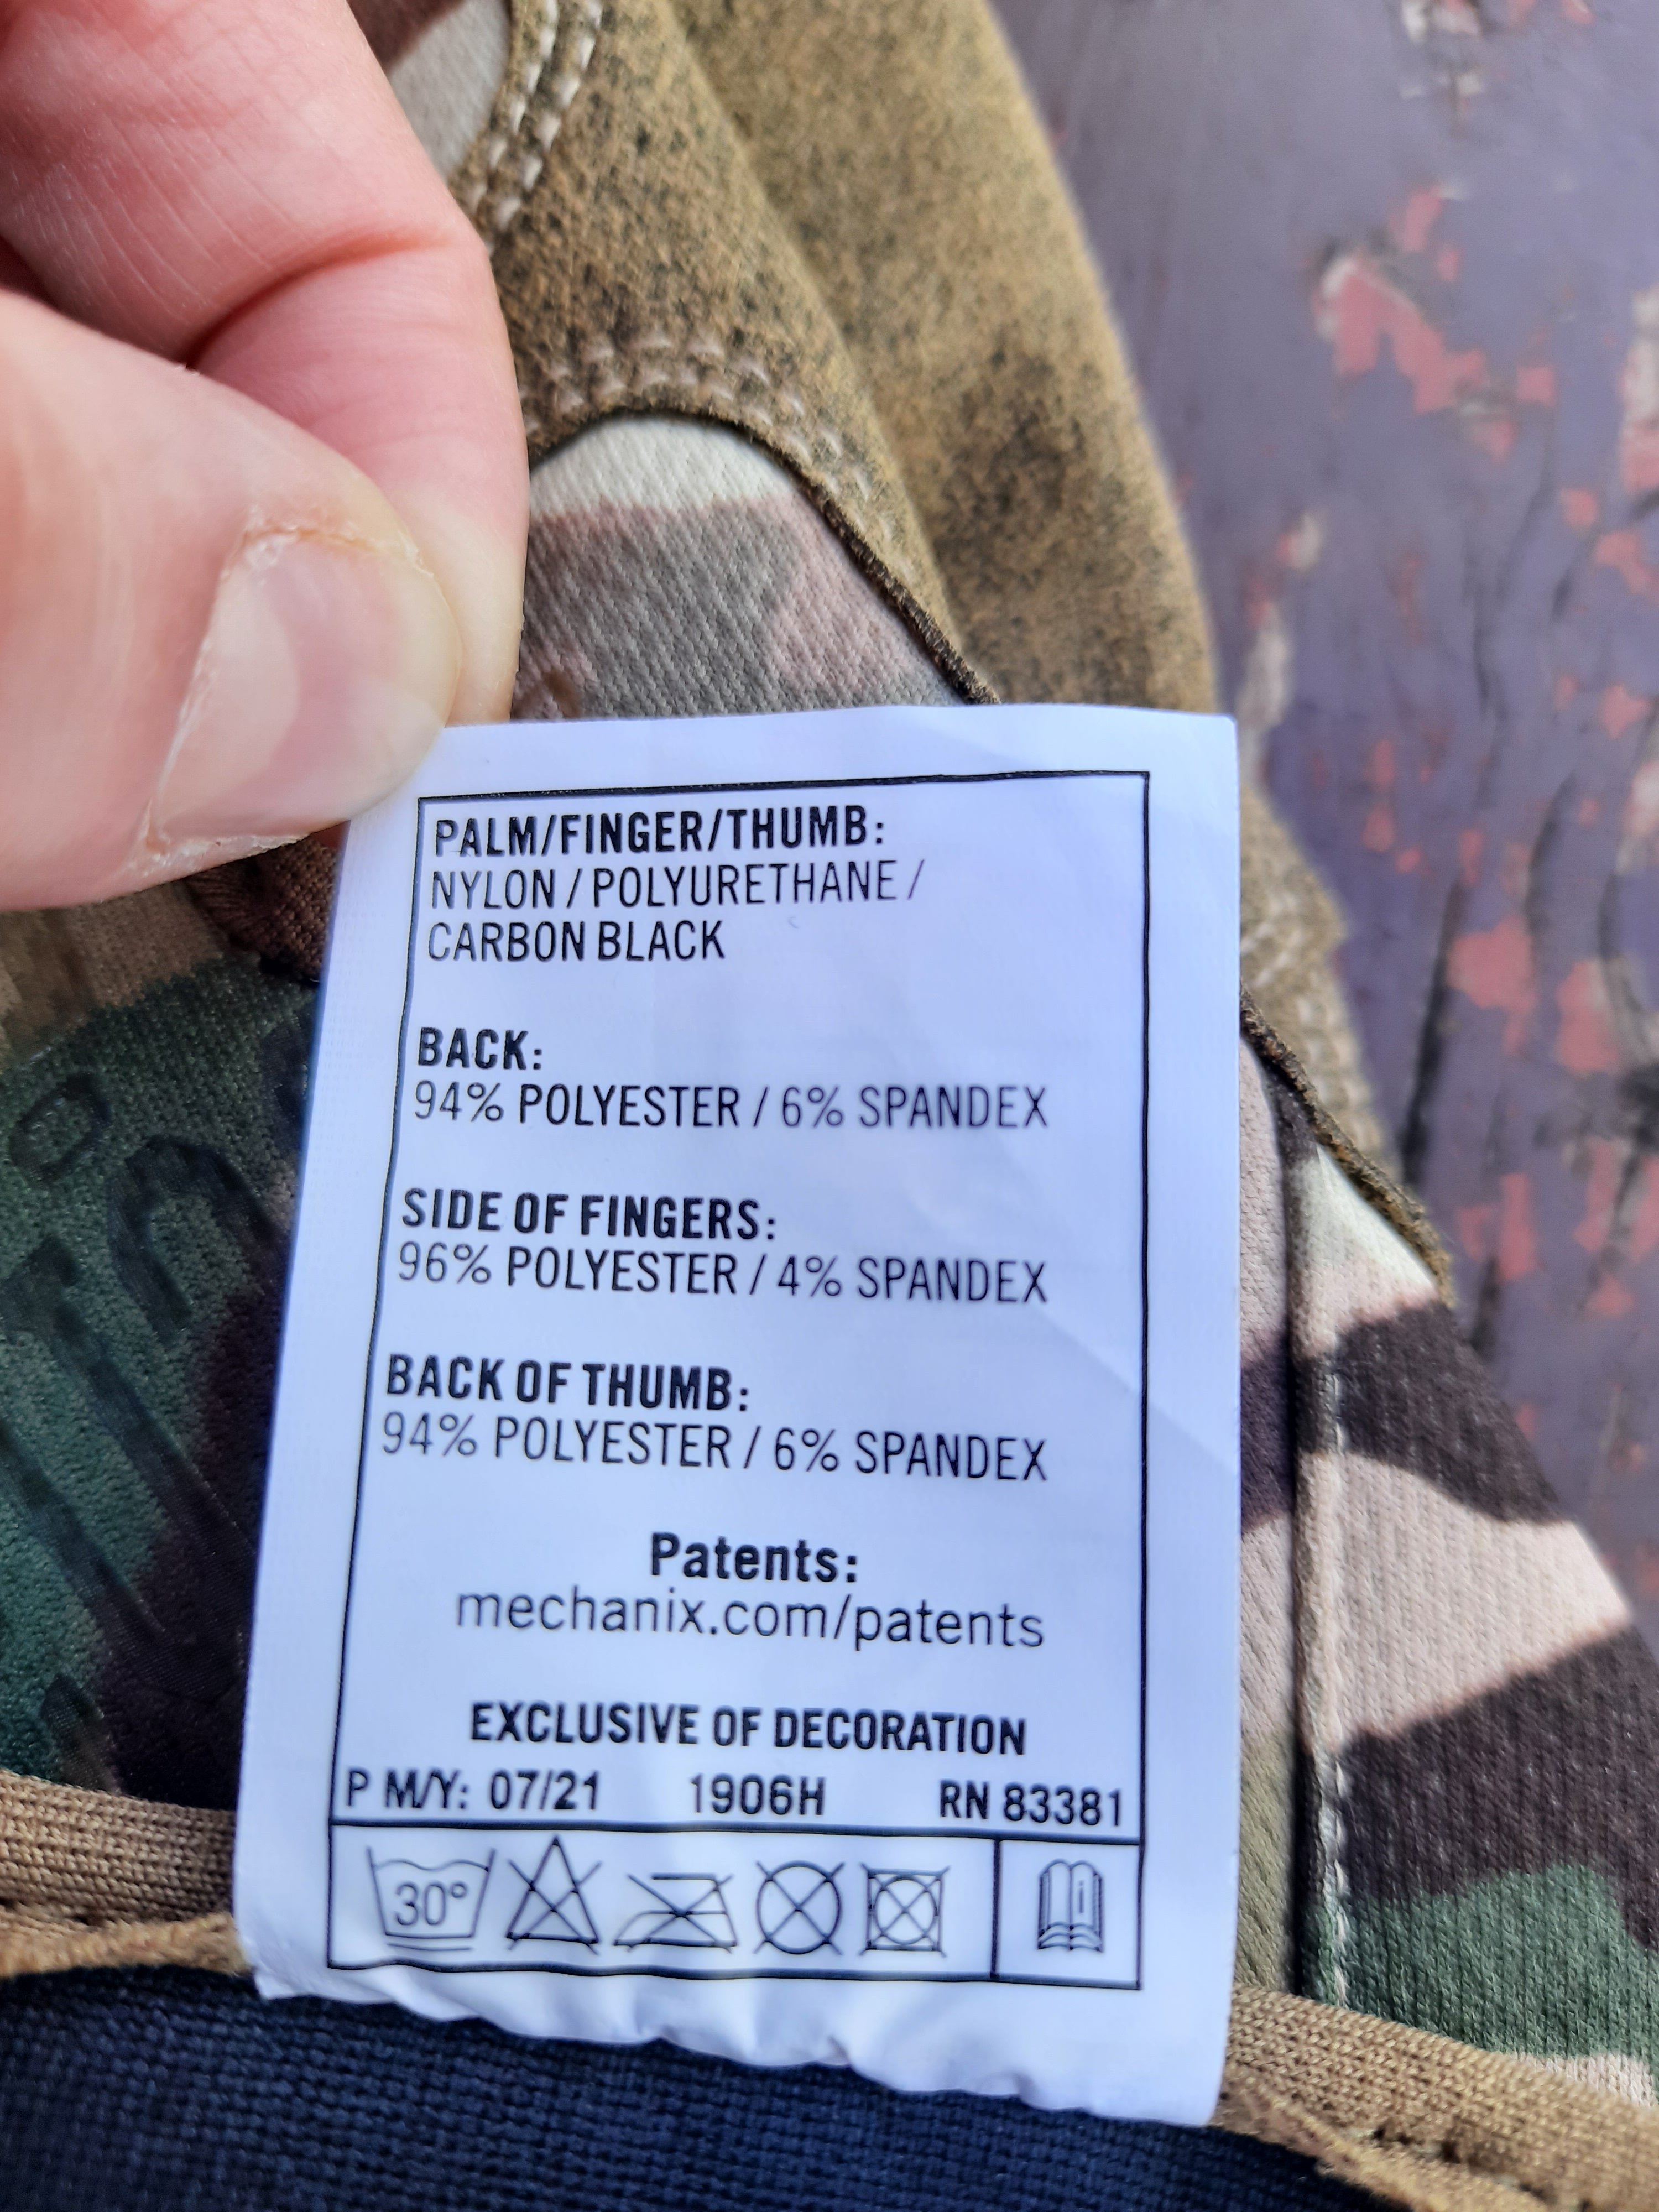 PALM/FINGER/THUMB:
NYLON / POLYURETHANE /
CARBON BLACK
BACK:
94% POLYESTER / 6% SPANDEX
SIDE OF FINGERS:
96% POLYESTER / 4% SPANDEX
BACK OF THUMB:
94% POLYESTER / 6% SPANDEX
Patents:
mechanix.com/patents
EXCLUSIVE OF DECORATION
P M/Y: 07/21 1906H RN 83381
30°